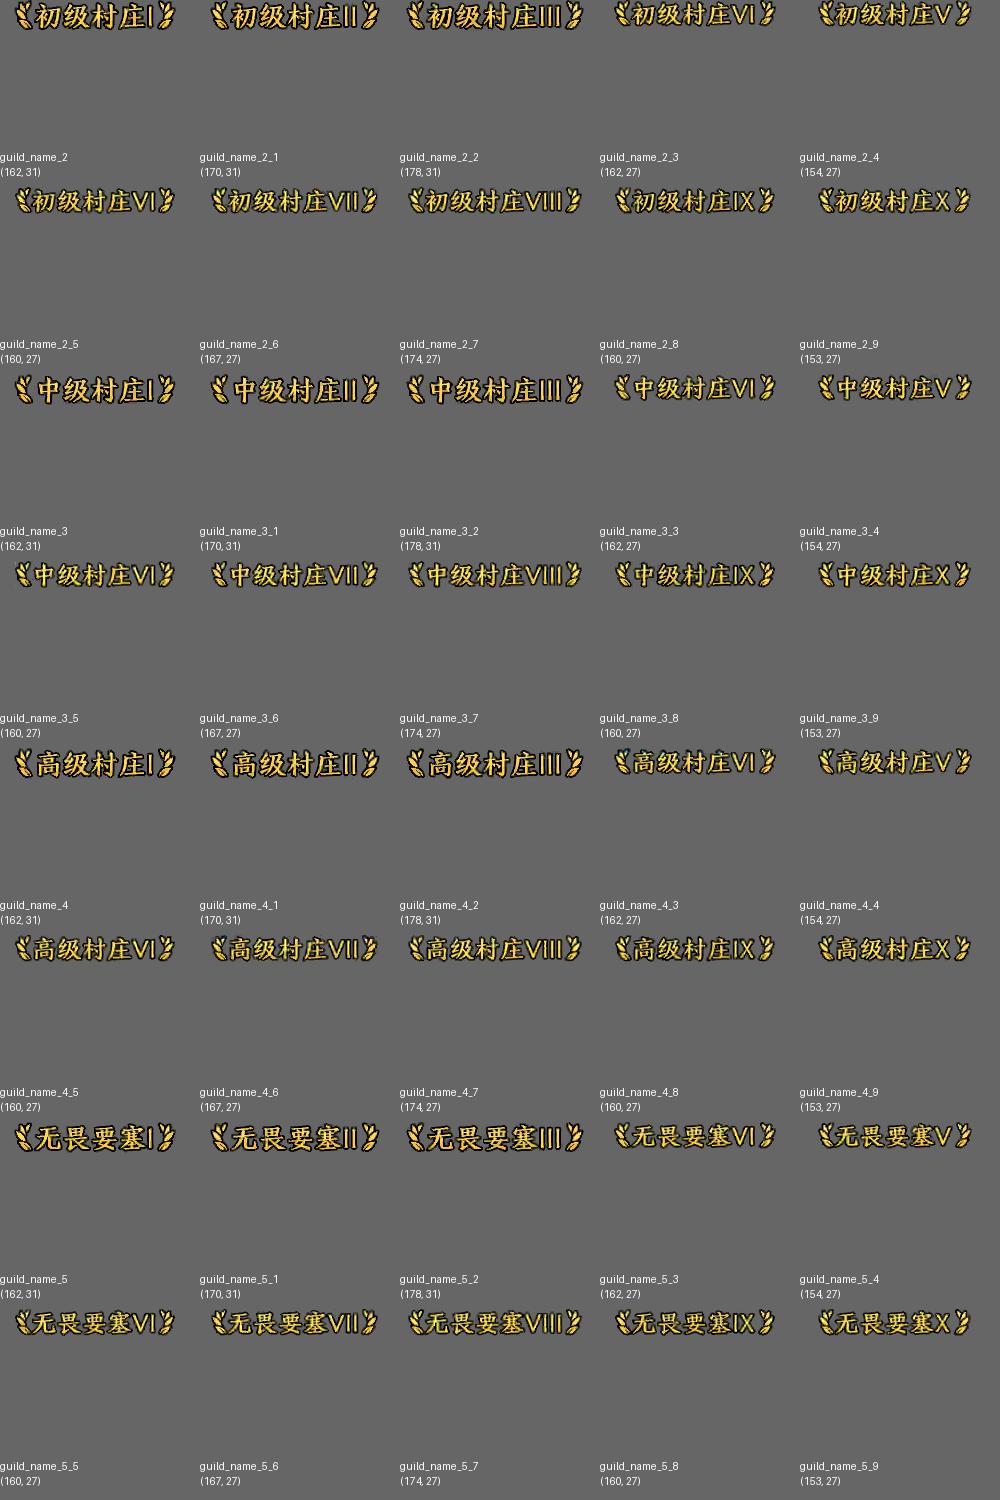 初级村庄I 初级村庄II 初级村庄III 初级村庄VI 初级村庄V
guild_name_2 guild_name_2_1 guild_name_2_2 guild_name_2_3 guild_name_2_4
(162, 31) (170, 31) (178, 31) (162, 27) (154, 27)
初级村庄VI 初级村庄VII 初级村庄VIII 初级村庄IX 初级村庄X
guild_name_2_5 guild_name_2_6 guild_name_2_7 guild_name_2_8 guild_name_2_9
(160, 27) (167, 27) (174, 27) (160, 27) (153, 27)
中级村庄I 中级村庄II 中级村庄III 中级村庄VI 中级村庄V
guild_name_3 guild_name_3_1 guild_name_3_2 guild_name_3_3 guild_name_3_4
(162, 31) (170, 31) (178, 31) (162, 27) (154, 27)
中级村庄VI 中级村庄VII 中级村庄VIII 中级村庄IX 中级村庄X
guild_name_3_5 guild_name_3_6 guild_name_3_7 guild_name_3_8 guild_name_3_9
(160, 27) (167, 27) (174, 27) (160, 27) (153, 27)
高级村庄I 高级村庄II 高级村庄III 高级村庄VI 高级村庄V
guild_name_4 guild_name_4_1 guild_name_4_2 guild_name_4_3 guild_name_4_4
(162, 31) (170, 31) (178, 31) (162, 27) (154, 27)
高级村庄VI 高级村庄VII 高级村庄VIII 高级村庄IX 高级村庄X
guild_name_4_5 guild_name_4_6 guild_name_4_7 guild_name_4_8 guild_name_4_9
(160, 27) (167, 27) (174, 27) (160, 27) (153, 27)
无畏要塞I 无畏要塞II 无畏要塞III 无畏要塞VI 无畏要塞V
guild_name_5 guild_name_5_1 guild_name_5_2 guild_name_5_3 guild_name_5_4
(162, 31) (170, 31) (178, 31) (162, 27) (154, 27)
无畏要塞VI 无畏要塞VII 无畏要塞VIII 无畏要塞IX 无畏要塞X
guild_name_5_5 guild_name_5_6 guild_name_5_7 guild_name_5_8 guild_name_5_9
(160, 27) (167, 27) (174, 27) (160, 27) (153, 27)